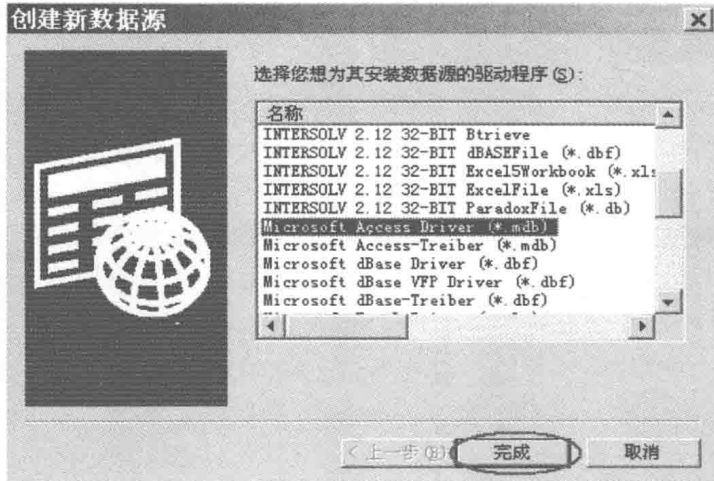 创建新数据源
选择您想为其安装数据源的驱动程序(S):
名称
INTERSOLV 2.12 32-BIT Btrieve
INTERSOLV 2.12 32-BIT dBASEFile (*.dbf)
INTERSOLV 2.12 32-BIT Excel5Workbook (*.xls
INTERSOLV 2.12 32-BIT ExcelFile (*.xls)
INTERSOLV 2.12 32-BIT ParadoxFile (*.db)
Microsoft Access Driver (*.mdb)
Microsoft Access-Treiber (*.mdb)
Microsoft dBase Driver (*.dbf)
Microsoft dBase VFP Driver (*.dbf)
Microsoft dBase-Treiber (*.dbf)
<上一步(B) 完成 取消